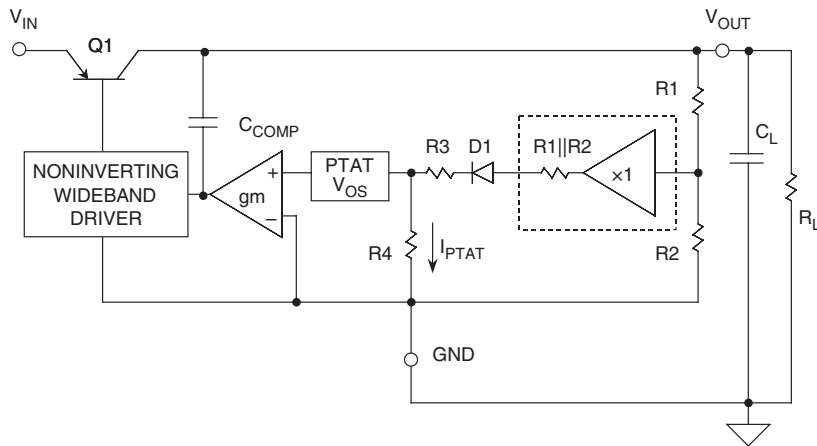 V_IN
Q1
V_OUT
R1
C_COMP
C_L
R3
D1
R1||R2
×1
PTAT
V_OS
NONINVERTING
WIDEBAND
DRIVER
gm
+
–
R_L
R4
I_PTAT
R2
GND